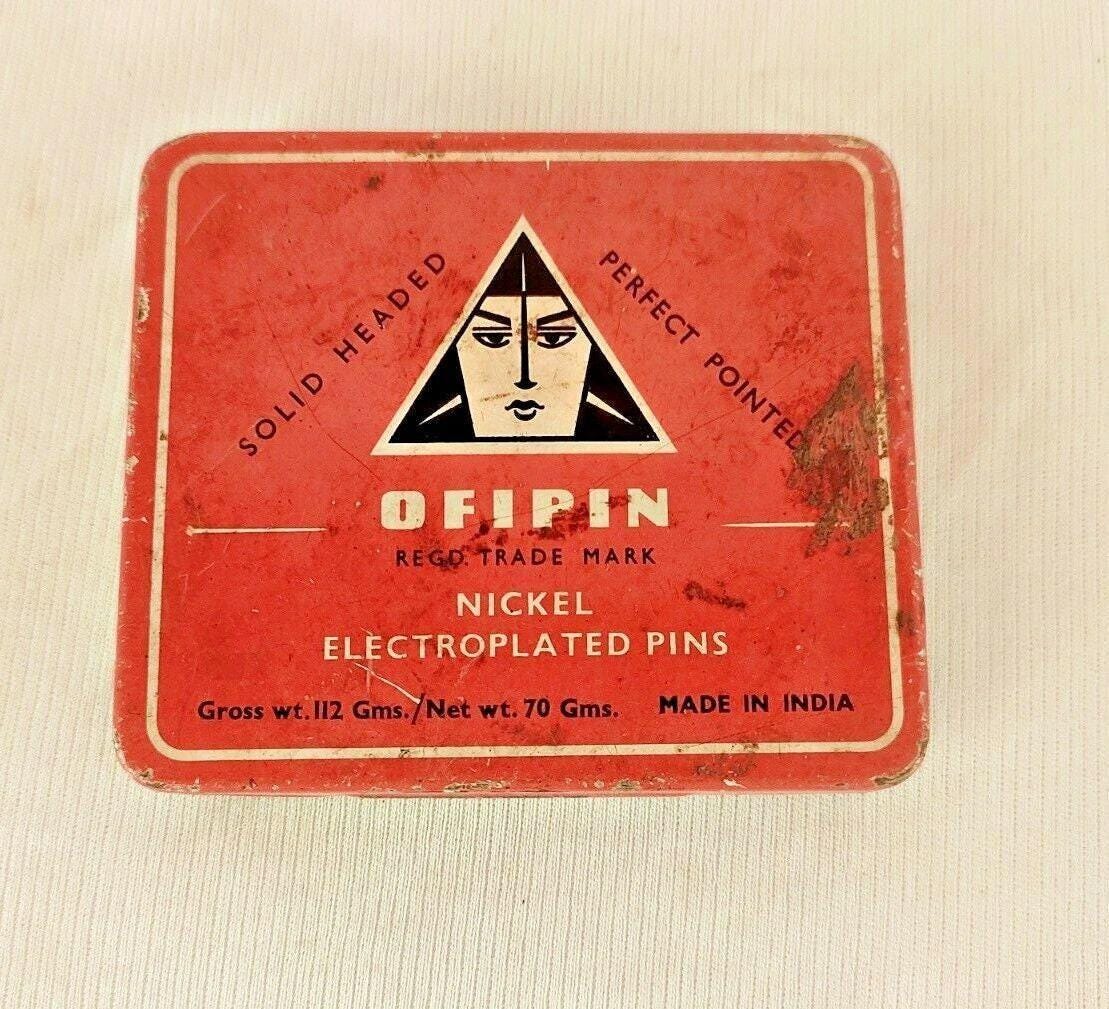 SOLID HEADED
PERFECT POINTED
OFIPIN
REGD. TRADE MARK
NICKEL
ELECTROPLATED PINS
Gross wt. 112 Gms./Net wt. 70 Gms. MADE IN INDIA